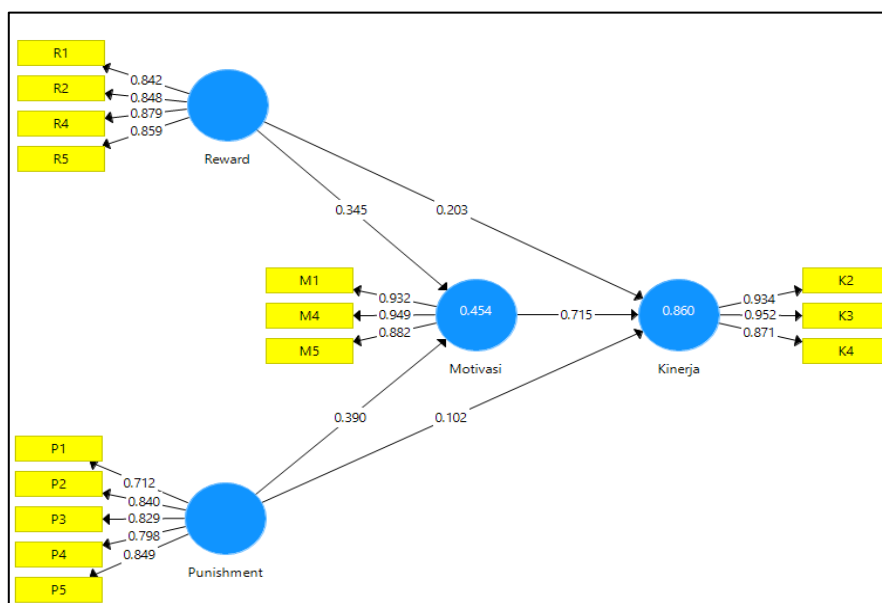 R1
0.842
R2
0.848
R4
0.879
R5
0.859
Reward
0.345
0.203
M1
0.932
M4
0.949
M5
0.882
0.454
Motivasi
0.715
0.860
Kinerja
0.934
K2
0.952
K3
0.871
K4
0.390
0.102
P1
0.712
P2
0.840
P3
0.829
P4
0.798
P5
0.849
Punishment